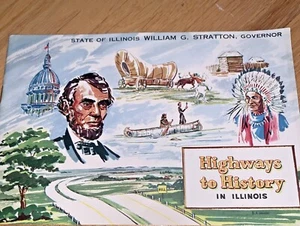 STATE OF ILLINOIS WILLIAM G. STRATTON, GOVERNOR
Highways
to History
IN ILLINOIS